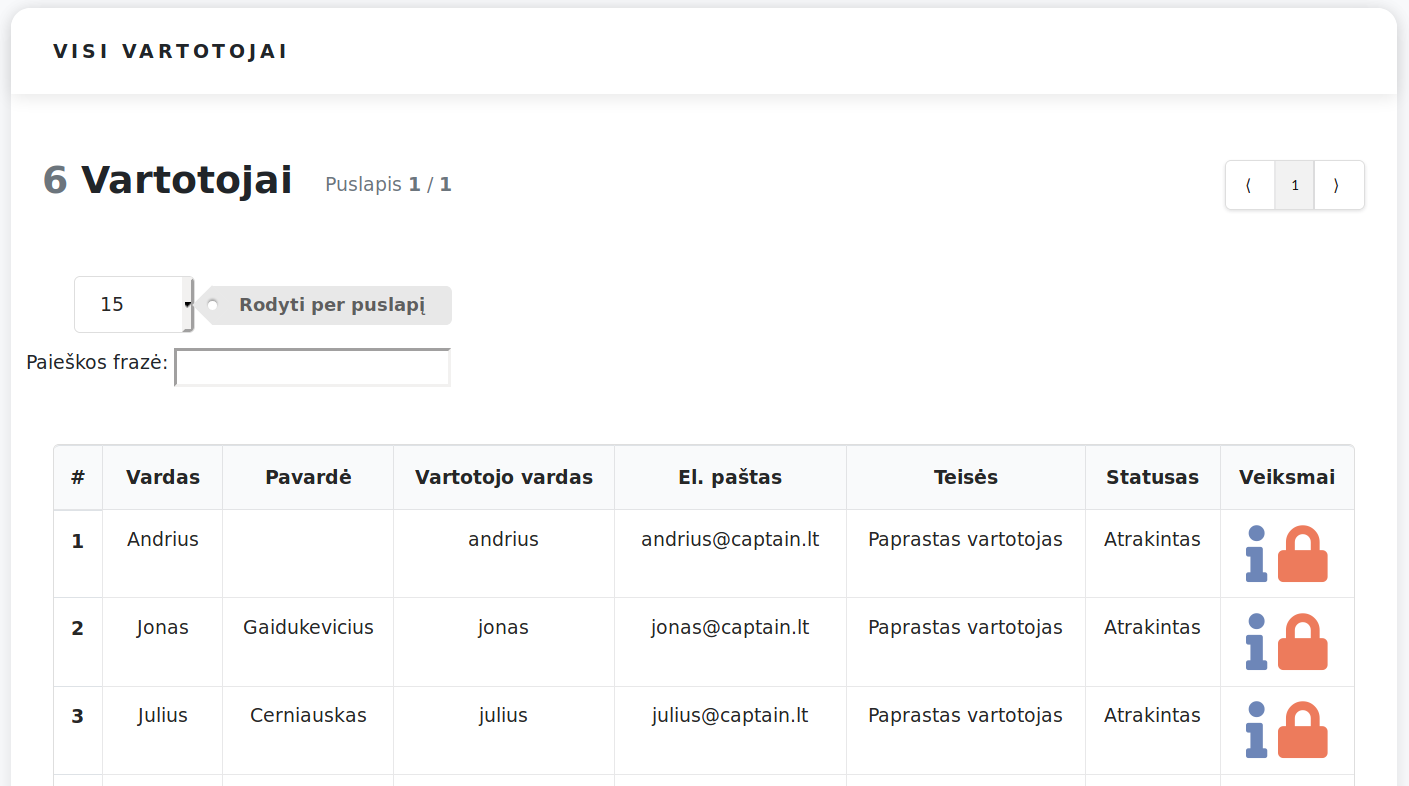 VISI VARTOTOJAI
6 Vartotojai Puslapis 1 / 1
⟨ 1 ⟩
15 Rodyti per puslapį
Paieškos frazė:
# Vardas Pavardė Vartotojo vardas El. paštas Teisės Statusas Veiksmai
1 Andrius andrius andrius@captain.lt Paprastas vartotojas Atrakintas
2 Jonas Gaidukevicius jonas jonas@captain.lt Paprastas vartotojas Atrakintas
3 Julius Cerniauskas julius julius@captain.lt Paprastas vartotojas Atrakintas